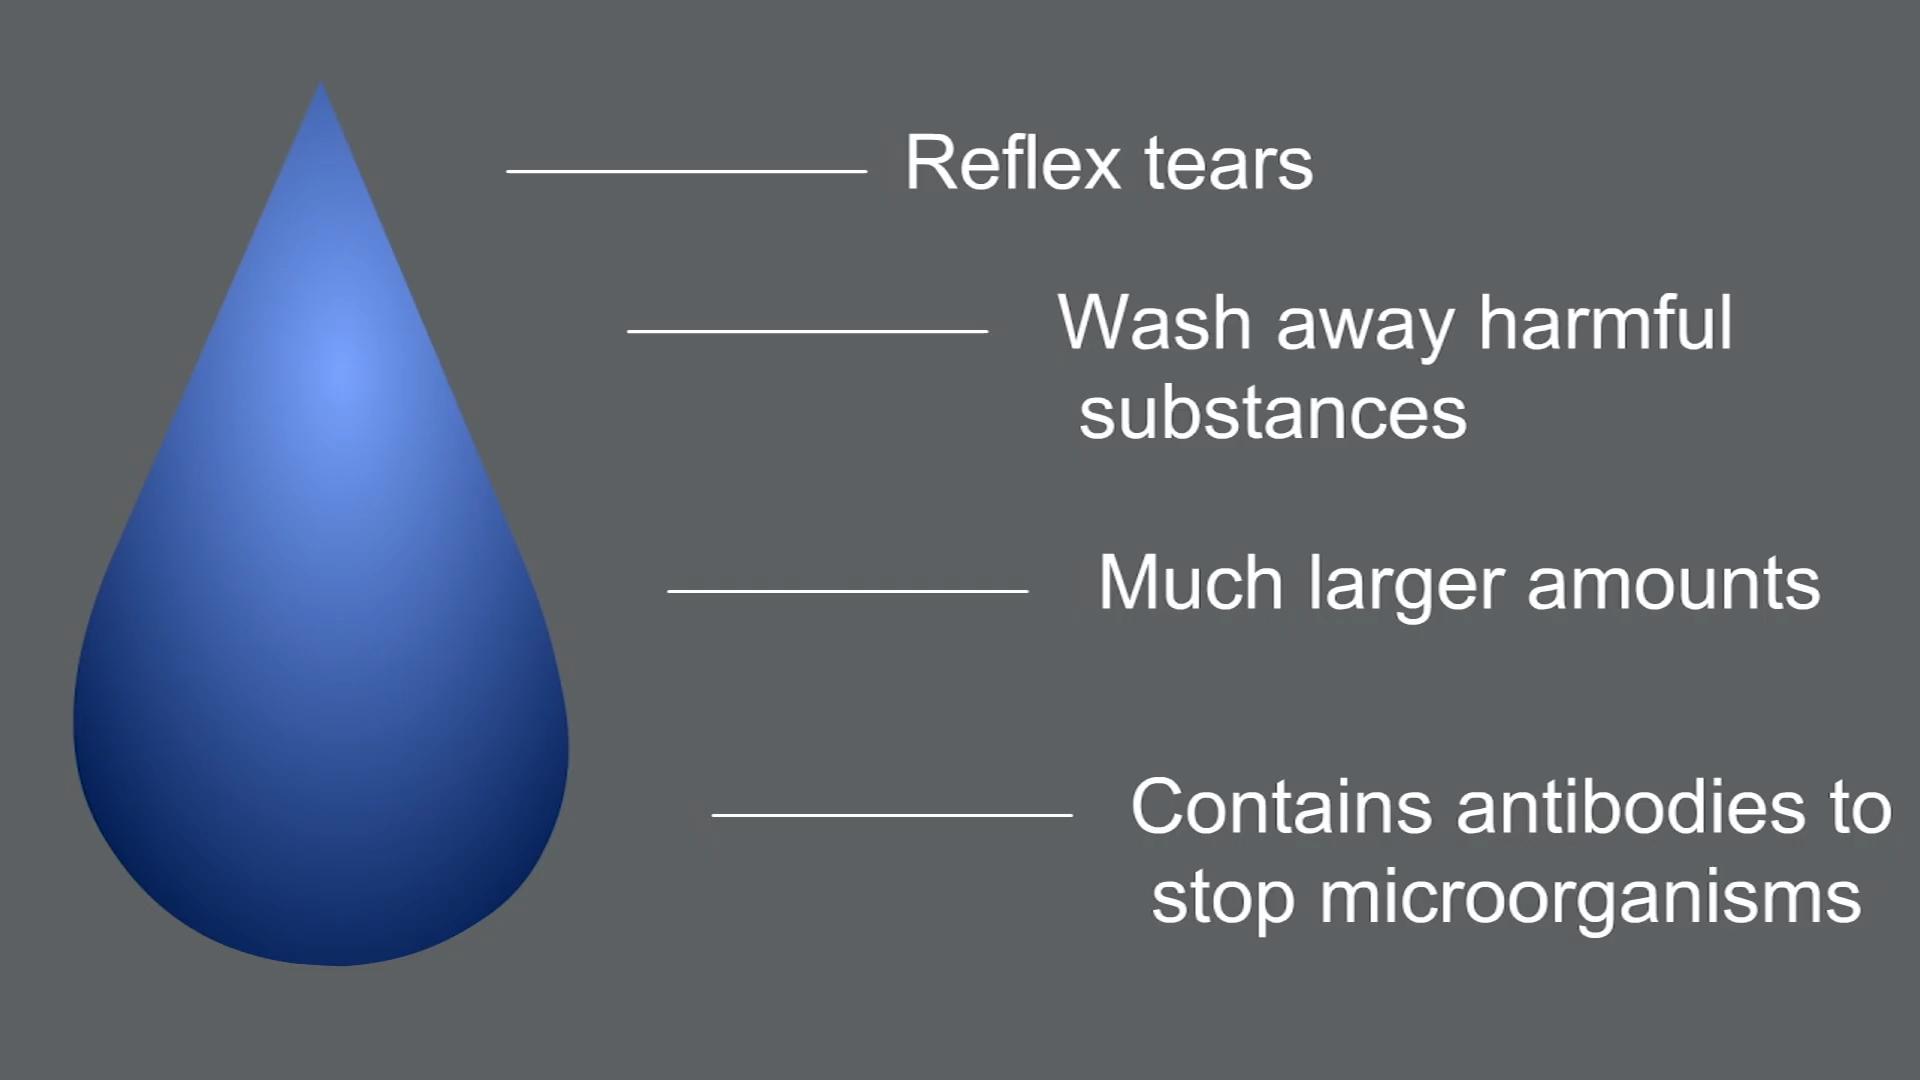 Reflex tears
Wash away harmful
substances
Much larger amounts
Contains antibodies to
stop microorganisms